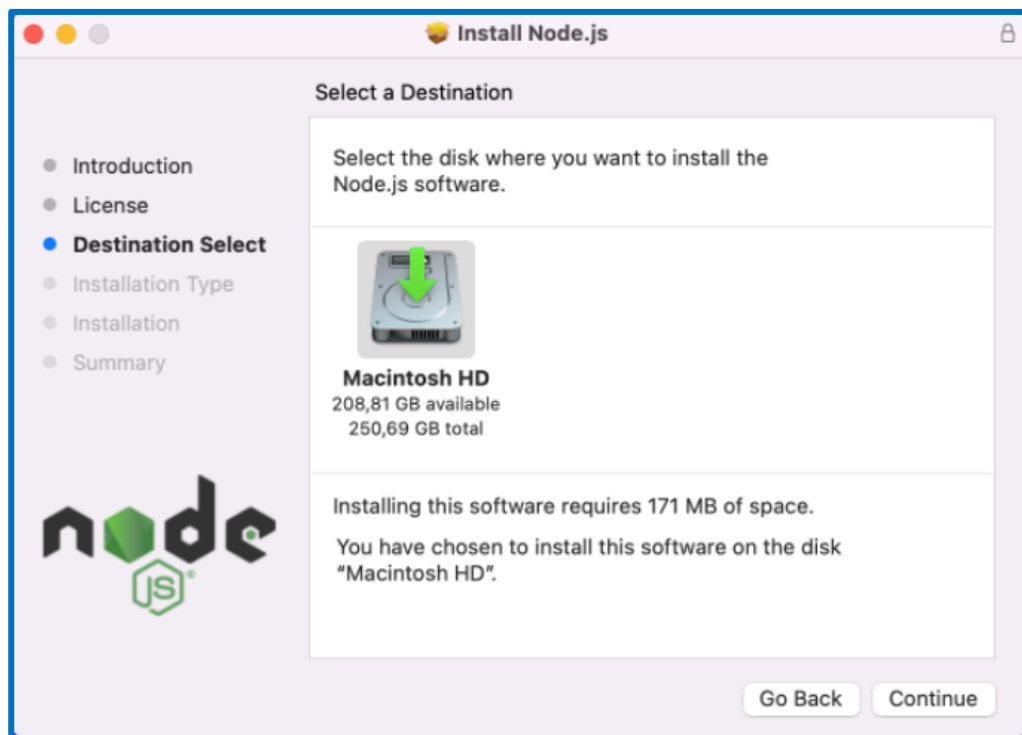 Install Node.js
Select a Destination
Introduction
License
Destination Select
Installation Type
Installation
Summary
Select the disk where you want to install the
Node.js software.
Macintosh HD
208,81 GB available
250,69 GB total
Installing this software requires 171 MB of space.
You have chosen to install this software on the disk
“Macintosh HD”.
node
JS®
Go Back
Continue